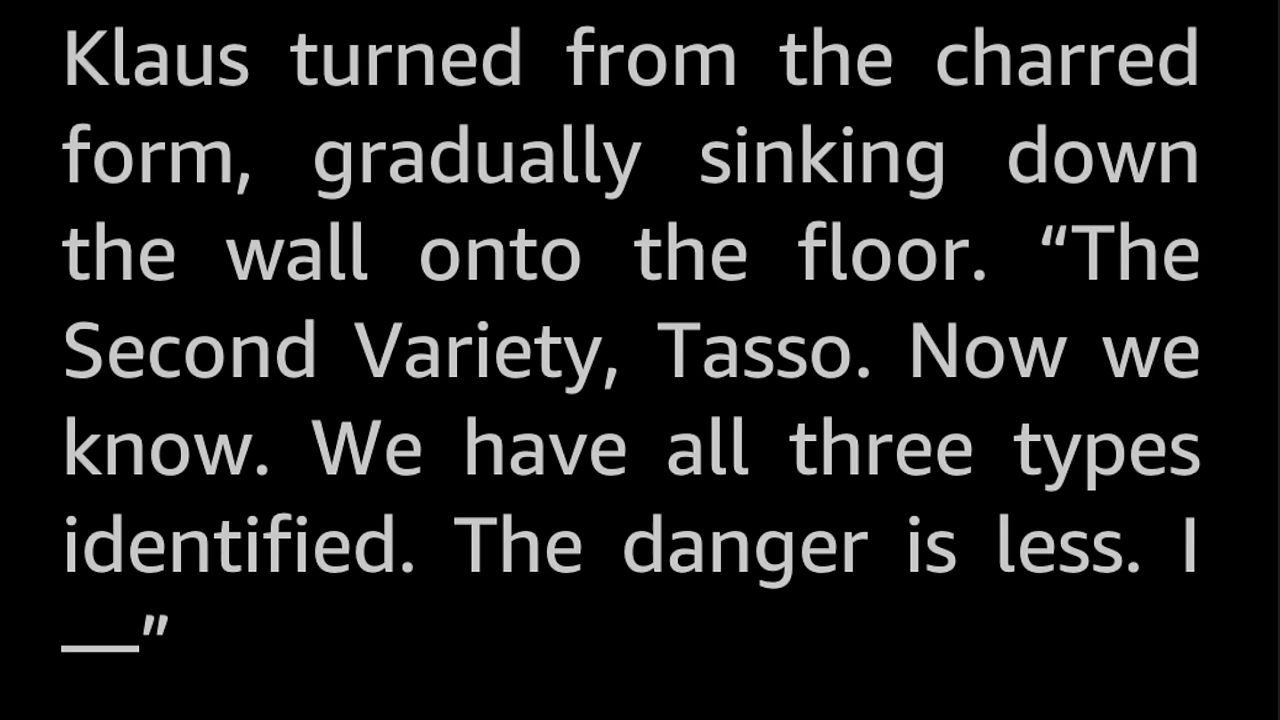 Klaus turned from the charred
form, gradually sinking down
the wall onto the floor. “The
Second Variety, Tasso. Now we
know. We have all three types
identified. The danger is less. I
__”